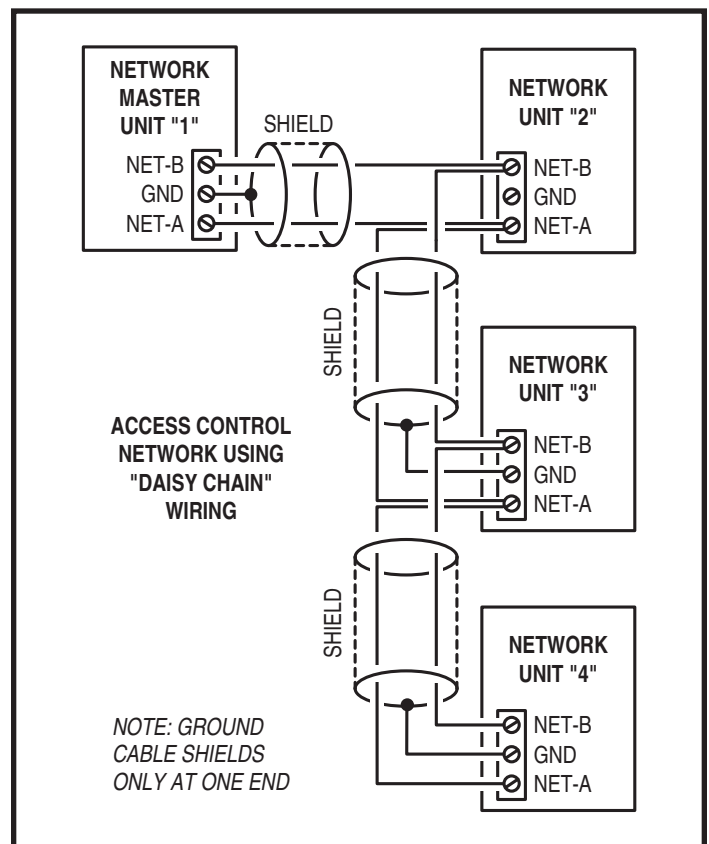 NETWORK
MASTER
UNIT "1"
NET-B
GND
NET-A
SHIELD
NETWORK
UNIT "2"
NET-B
GND
NET-A
SHIELD
NETWORK
UNIT "3"
NET-B
GND
NET-A
ACCESS CONTROL
NETWORK USING
"DAISY CHAIN"
WIRING
SHIELD
NETWORK
UNIT "4"
NET-B
GND
NET-A
NOTE: GROUND
CABLE SHIELDS
ONLY AT ONE END